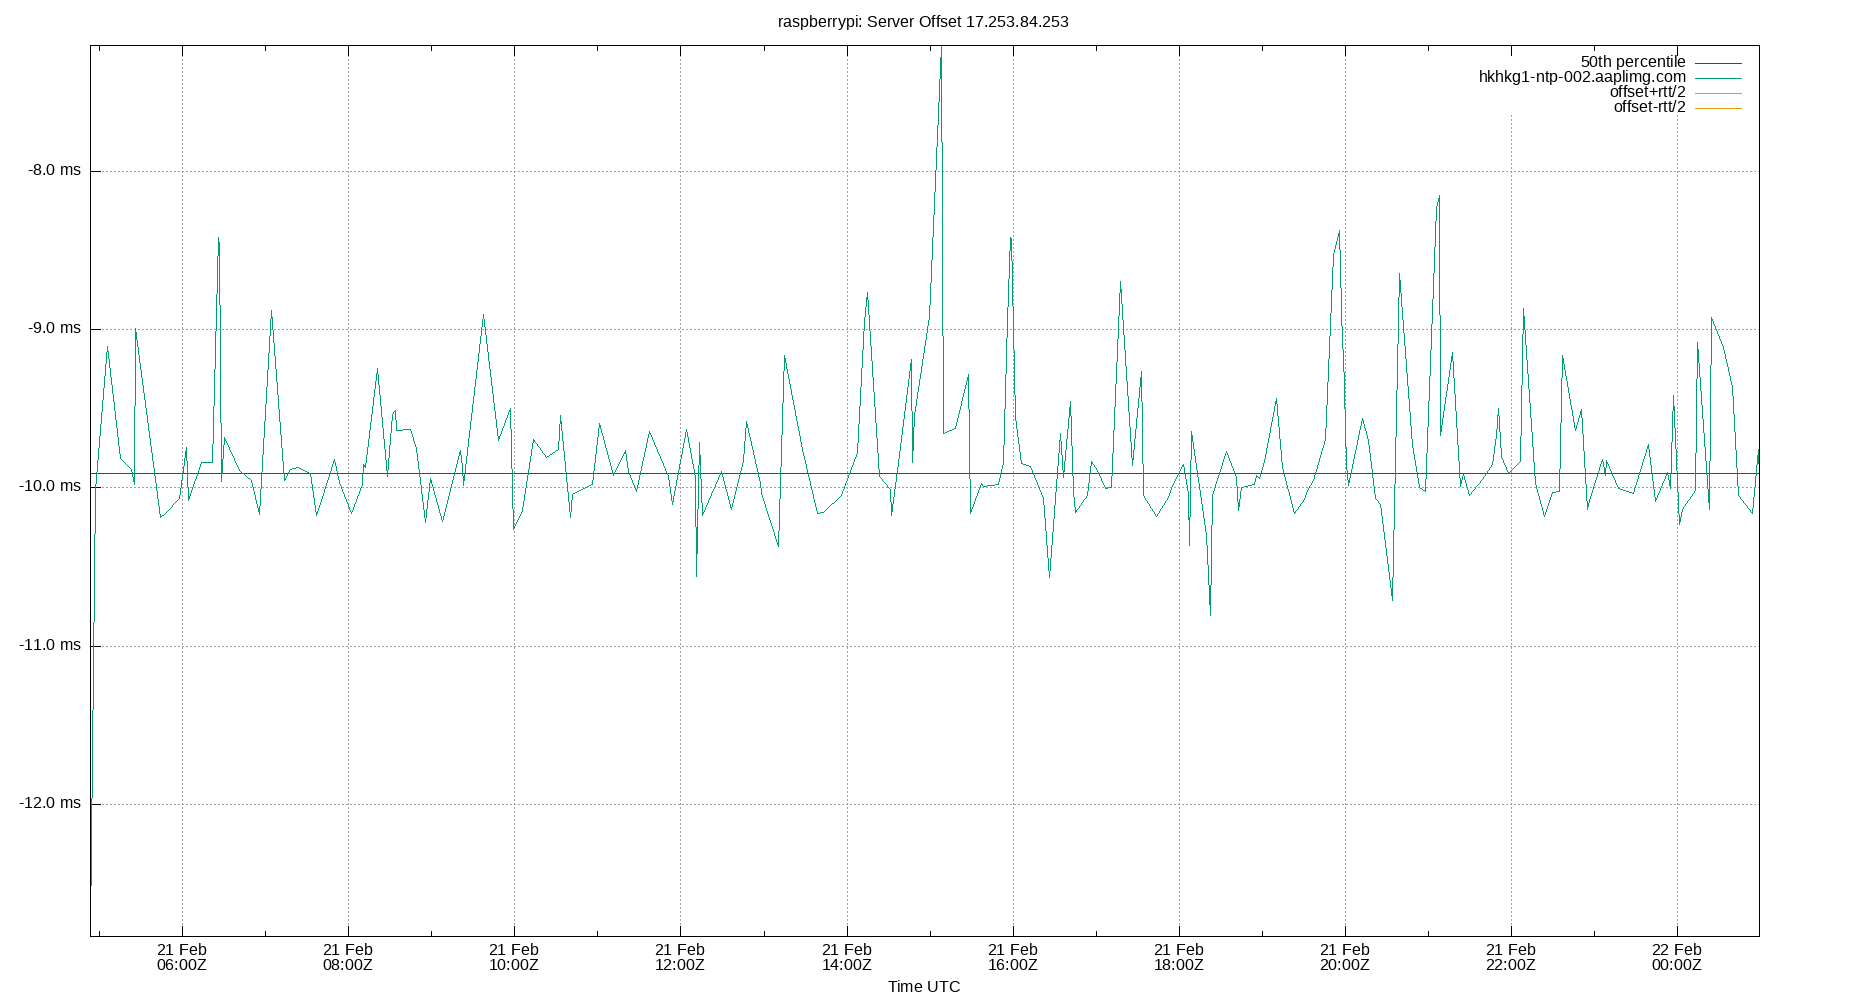 raspberrypi: Server Offset 17.253.84.253
50th percentile
hkhkg1-ntp-002.aaplimg.com
offset+rtt/2
offset-rtt/2
-8.0 ms
-9.0 ms
-10.0 ms
-11.0 ms
-12.0 ms
21 Feb 21 Feb 21 Feb 21 Feb 21 Feb 21 Feb 21 Feb 21 Feb 21 Feb 22 Feb
06:00Z 08:00Z 10:00Z 12:00Z 14:00Z 16:00Z 18:00Z 20:00Z 22:00Z 00:00Z
Time UTC